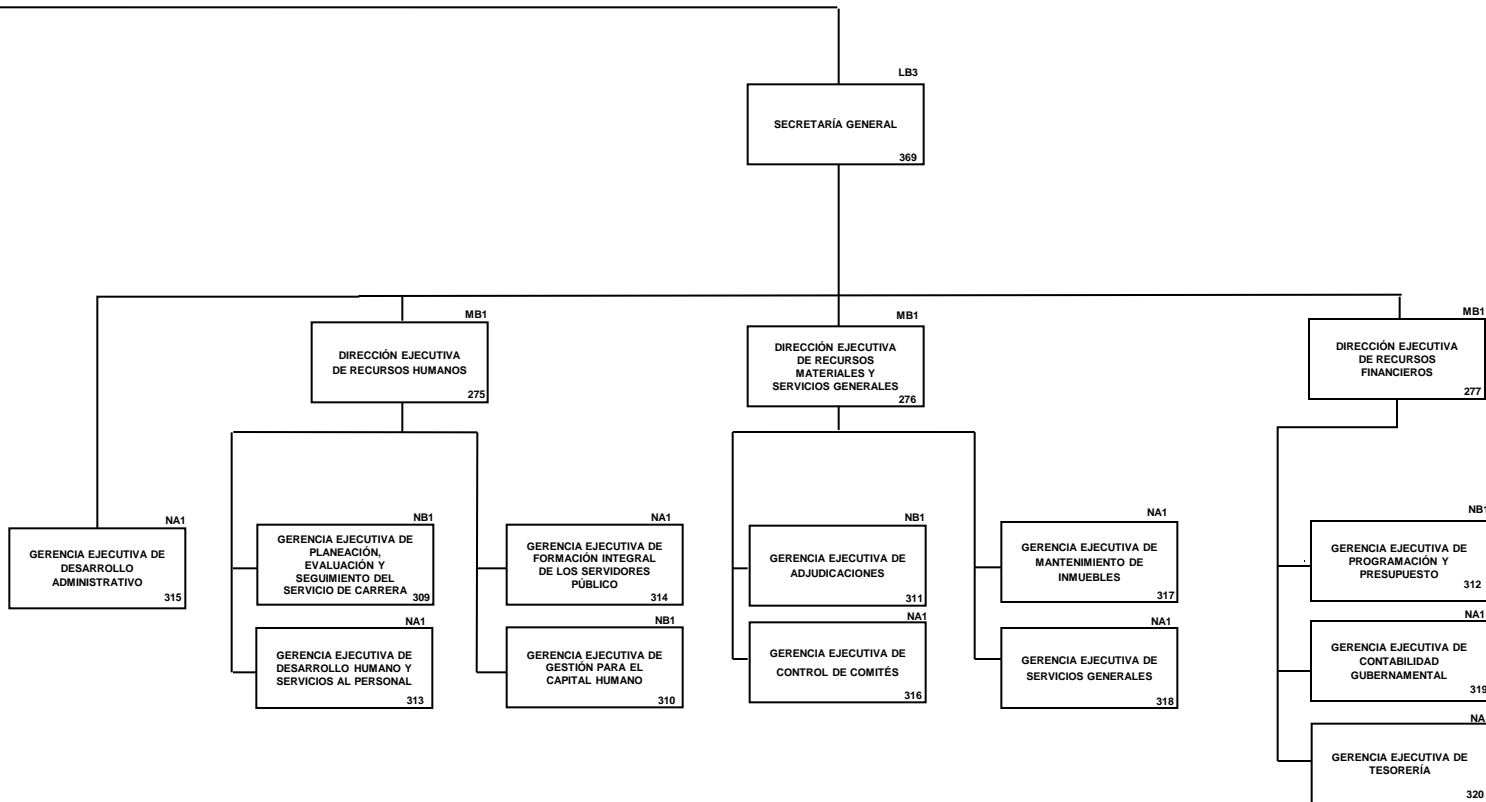 LB3
SECRETARÍA GENERAL
369
MB1
DIRECCIÓN EJECUTIVA
DE RECURSOS HUMANOS
275
MB1
DIRECCIÓN EJECUTIVA
DE RECURSOS
MATERIALES Y
SERVICIOS GENERALES
276
MB1
DIRECCIÓN EJECUTIVA
DE RECURSOS
FINANCIEROS
277
NA1
GERENCIA EJECUTIVA DE
DESARROLLO
ADMINISTRATIVO
315
NB1
GERENCIA EJECUTIVA DE
PLANEACIÓN,
EVALUACIÓN Y
SEGUIMIENTO DEL
SERVICIO DE CARRERA
309
NA1
GERENCIA EJECUTIVA DE
FORMACIÓN INTEGRAL
DE LOS SERVIDORES
PÚBLICO
314
NB1
GERENCIA EJECUTIVA DE
ADJUDICACIONES
311
NA1
GERENCIA EJECUTIVA DE
MANTENIMIENTO DE
INMUEBLES
317
NB1
GERENCIA EJECUTIVA DE
PROGRAMACIÓN Y
PRESUPUESTO
312
NA1
GERENCIA EJECUTIVA DE
DESARROLLO HUMANO Y
SERVICIOS AL PERSONAL
313
NB1
GERENCIA EJECUTIVA DE
GESTIÓN PARA EL
CAPITAL HUMANO
310
NA1
GERENCIA EJECUTIVA DE
CONTROL DE COMITÉS
316
NA1
GERENCIA EJECUTIVA DE
SERVICIOS GENERALES
318
NA1
GERENCIA EJECUTIVA DE
CONTABILIDAD
GUBERNAMENTAL
319
NA
GERENCIA EJECUTIVA DE
TESORERÍA
320